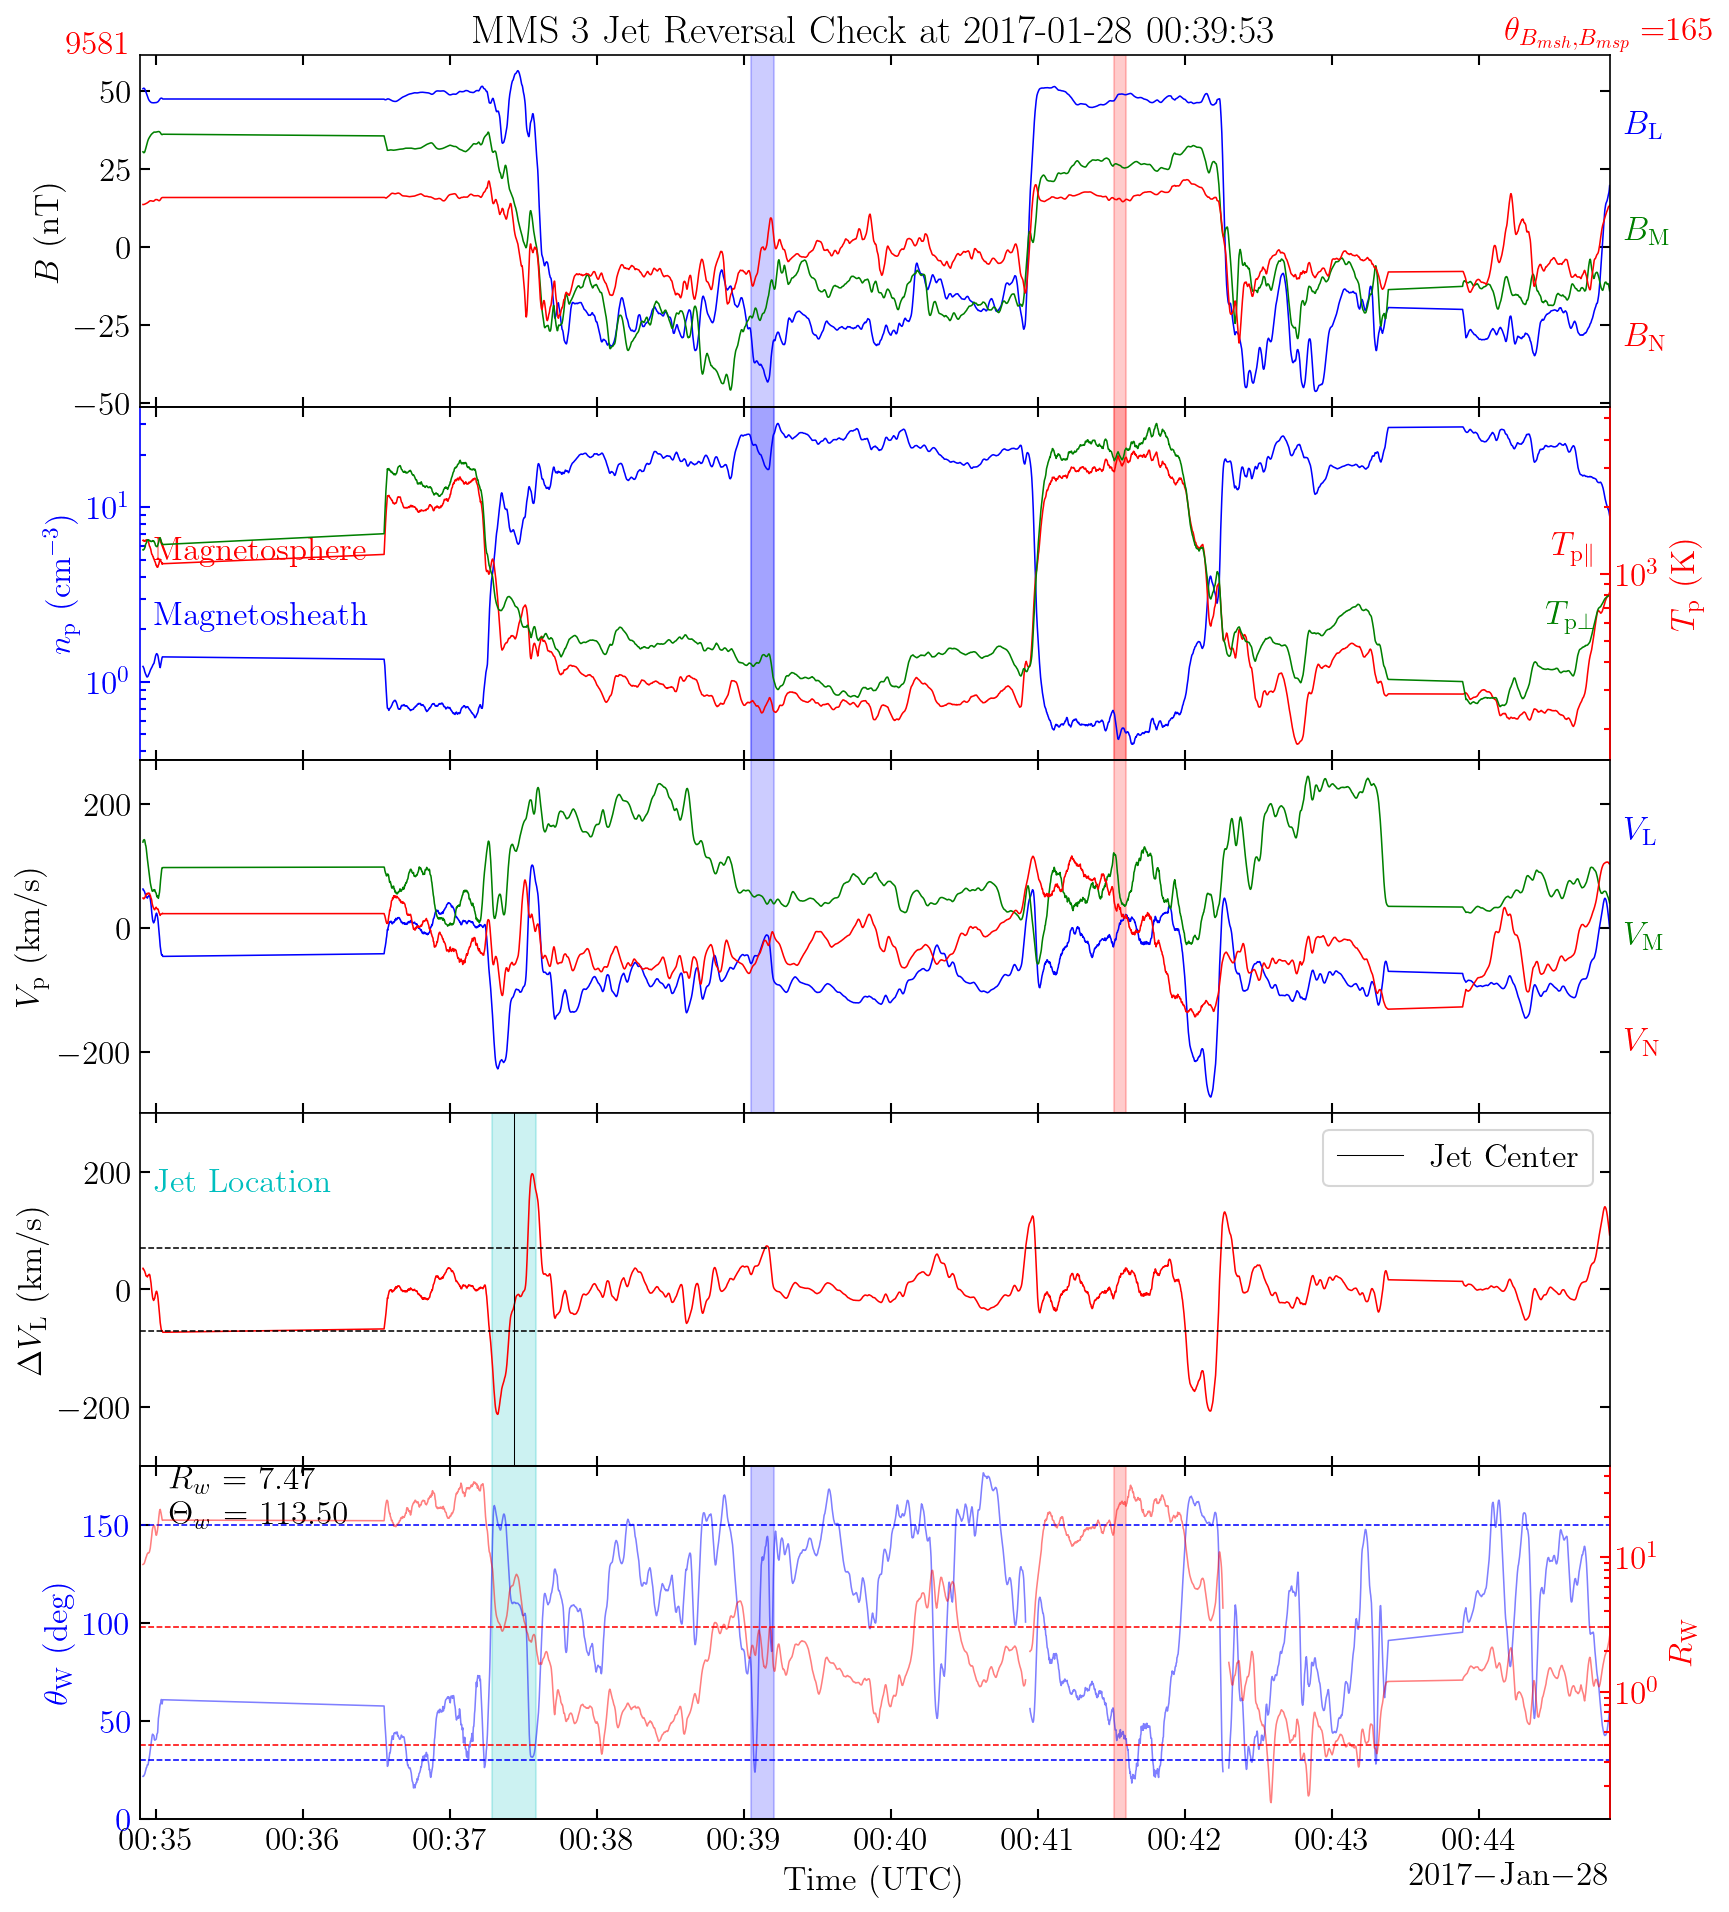 MMS 3 Jet Reversal Check at 2017-01-28 00:39:53
9581
θ_{B_{msh},B_{msp}} =165
50
25
0
−25
−50
B (nT)
B_L
B_M
B_N
10^1
10^0
n_p (cm^{−3})
Magnetosphere
Magnetosheath
T_{p∥}
T_{p⊥}
10^3
T_p (K)
200
0
−200
V_p (km/s)
V_L
V_M
V_N
200
0
−200
ΔV_L (km/s)
Jet Location
Jet Center
R_w = 7.47
Θ_w = 113.50
150
100
50
0
θ_W (deg)
10^1
10^0
R_W
00:35 00:36 00:37 00:38 00:39 00:40 00:41 00:42 00:43 00:44
Time (UTC)
2017−Jan−28